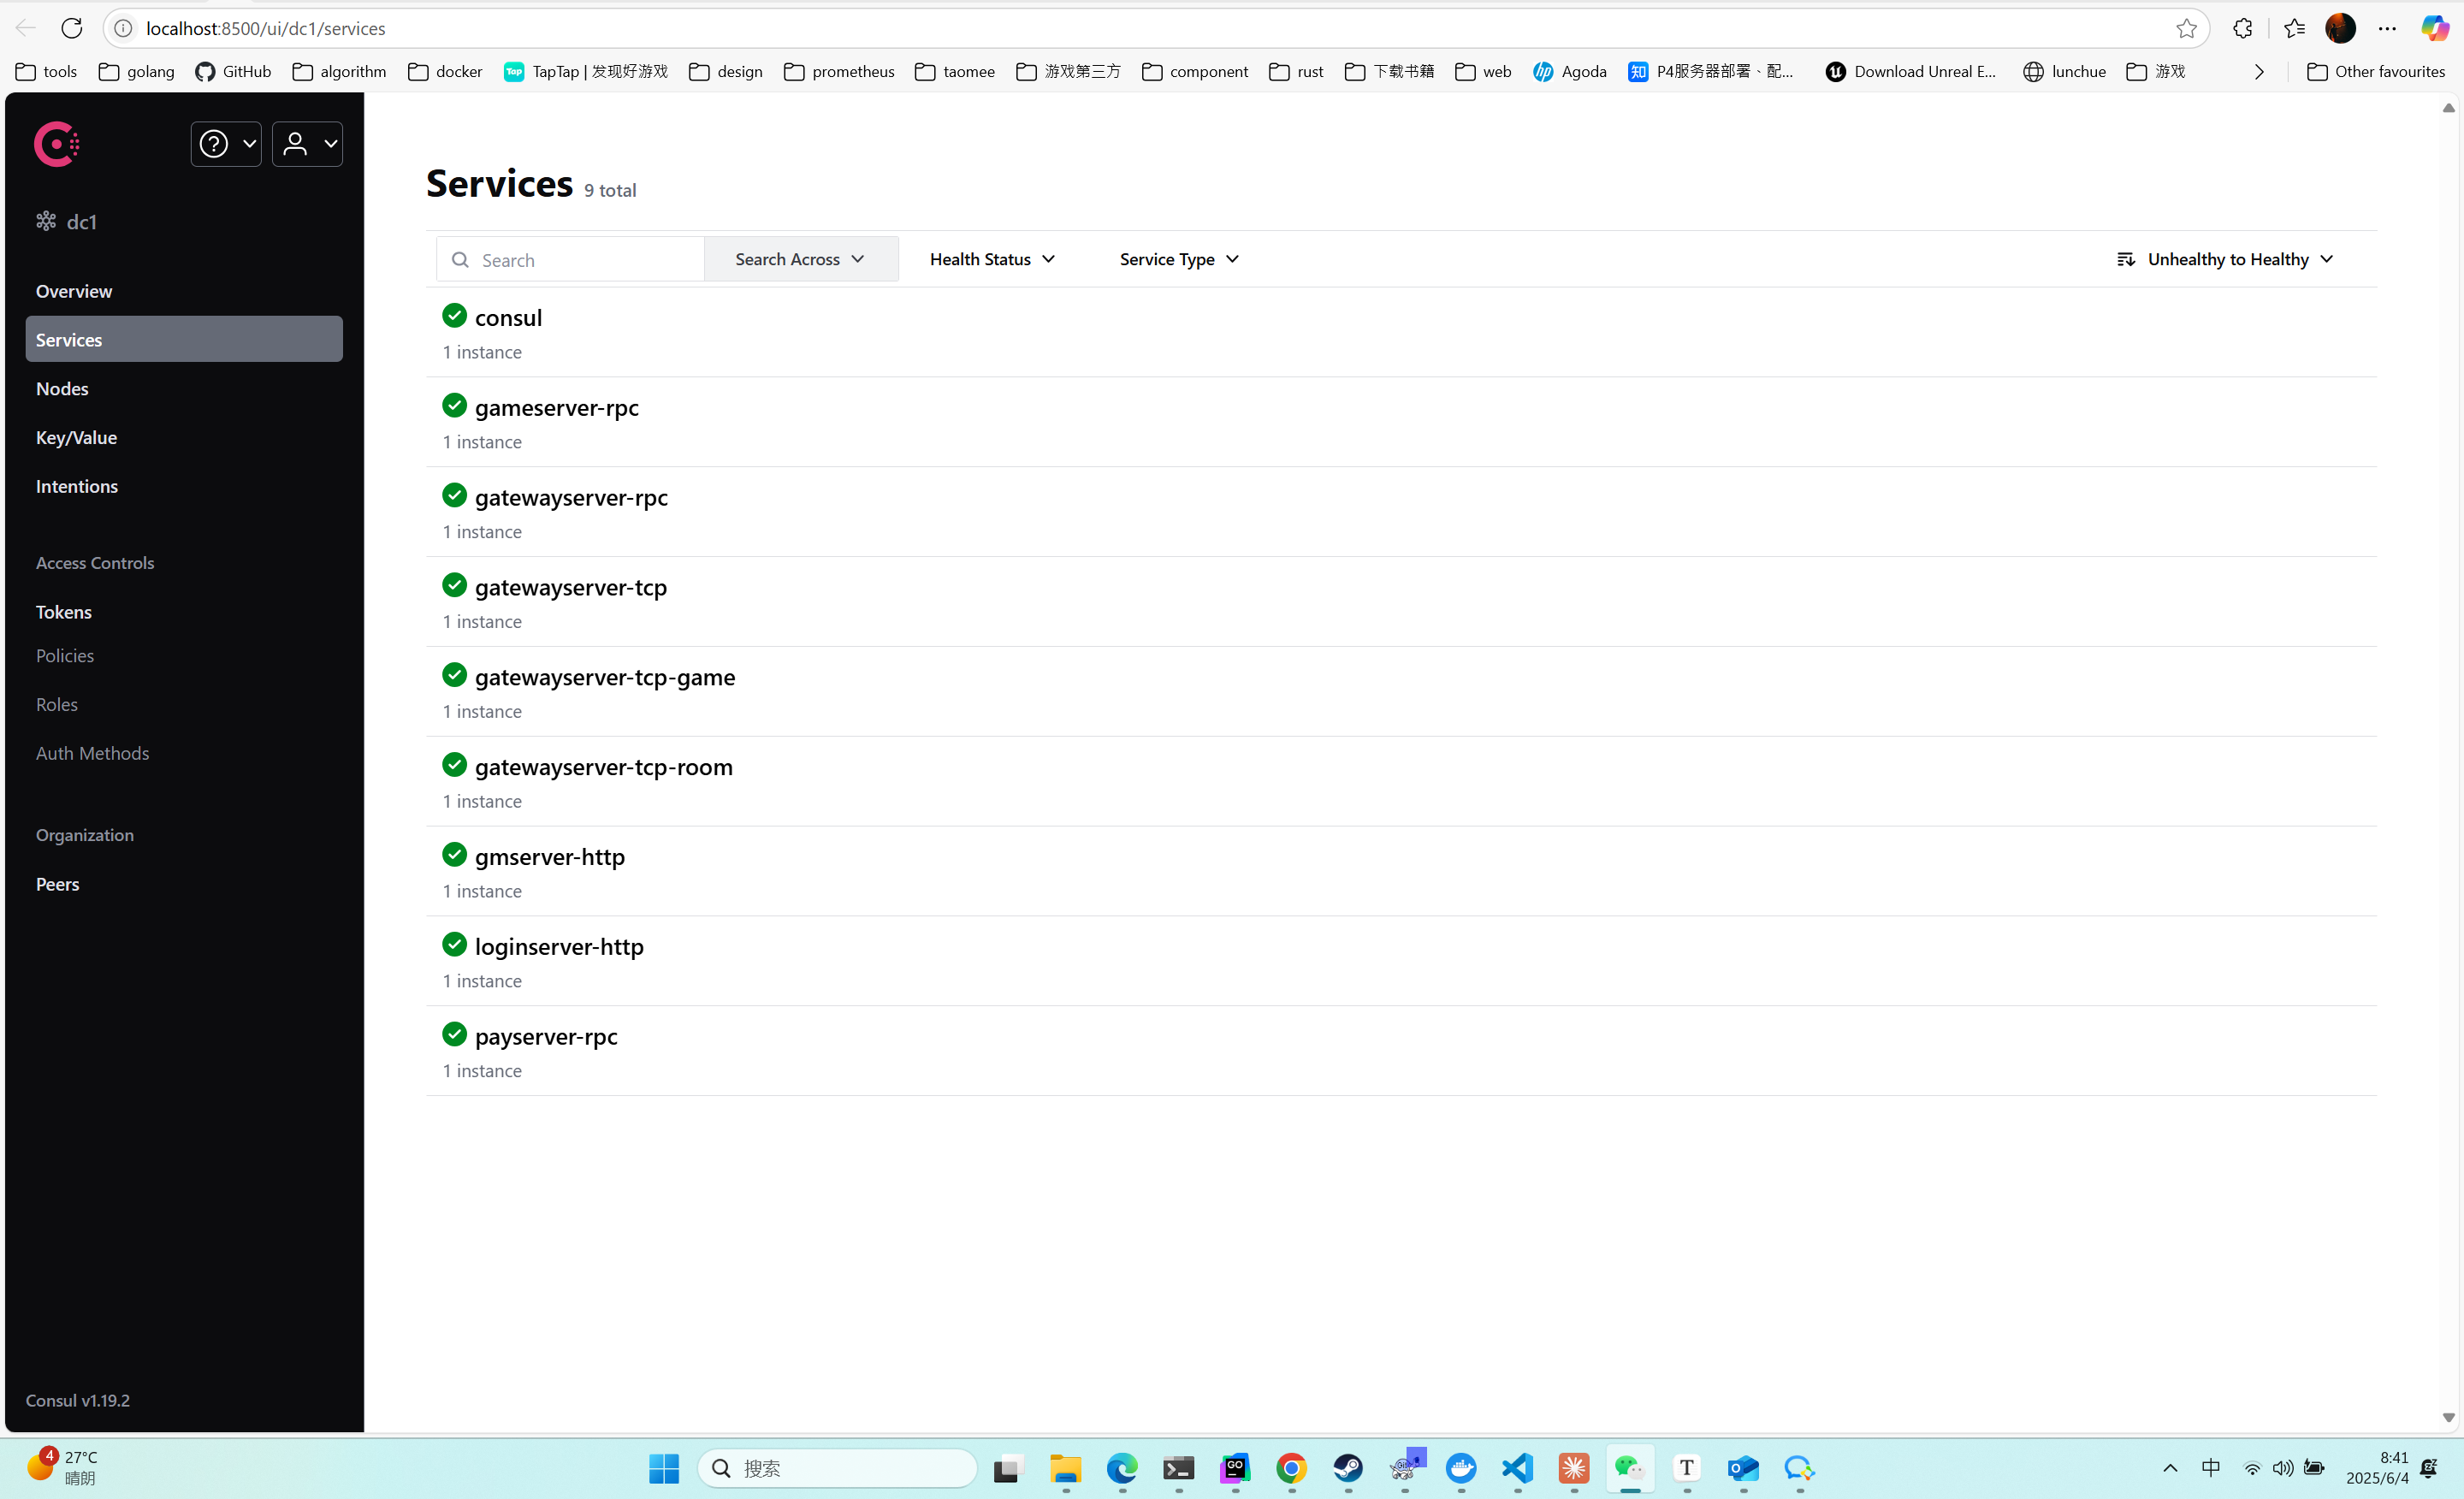 localhost:8500/ui/dc1/services
tools golang GitHub algorithm docker TapTap | 发现好游戏 design prometheus taomee 游戏第三方 component rust 下载书籍 web Agoda P4服务器部署、配... Download Unreal E... lunchue 游戏 Other favourites
dc1
Overview
Services
Nodes
Key/Value
Intentions
Access Controls
Tokens
Policies
Roles
Auth Methods
Organization
Peers
Consul v1.19.2
Services 9 total
Search Search Across Health Status Service Type Unhealthy to Healthy
consul
1 instance
gameserver-rpc
1 instance
gatewayserver-rpc
1 instance
gatewayserver-tcp
1 instance
gatewayserver-tcp-game
1 instance
gatewayserver-tcp-room
1 instance
gmserver-http
1 instance
loginserver-http
1 instance
payserver-rpc
1 instance
4 27°C
晴朗
搜索
中
8:41
2025/6/4